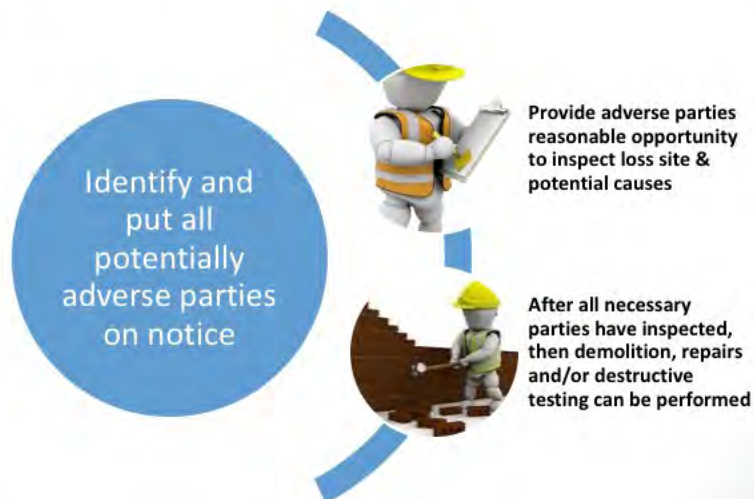 Identify and
put all
potentially
adverse parties
on notice
Provide adverse parties
reasonable opportunity
to inspect loss site &
potential causes
After all necessary
parties have inspected,
then demolition, repairs
and/or destructive
testing can be performed